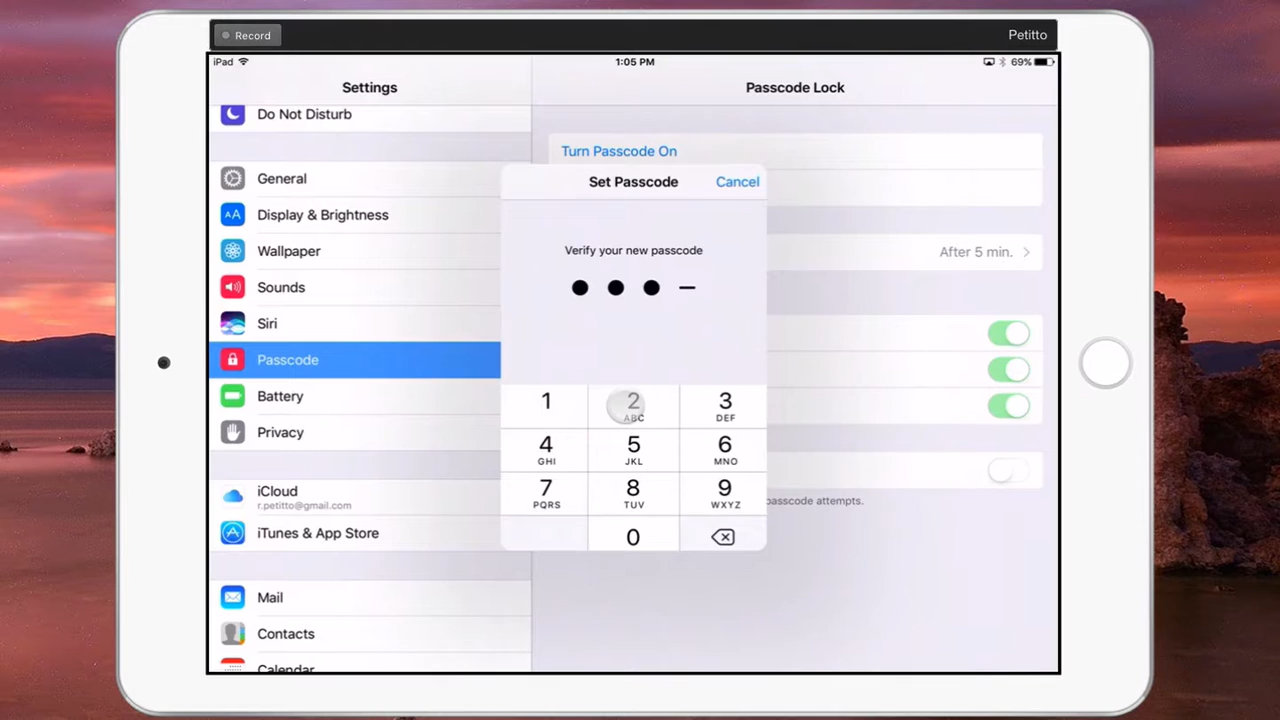 Record
Petitto
iPad
1:05 PM
69%
Settings
Passcode Lock
Do Not Disturb
General
Display & Brightness
Wallpaper
Sounds
Siri
Passcode
Battery
Privacy
iCloud
r.petitto@gmail.com
iTunes & App Store
Mail
Contacts
Calendar
Turn Passcode On
After 5 min.
passcode attempts.
Set Passcode
Cancel
Verify your new passcode
1
2
ABC
3
DEF
4
GHI
5
JKL
6
MNO
7
PQRS
8
TUV
9
WXYZ
0